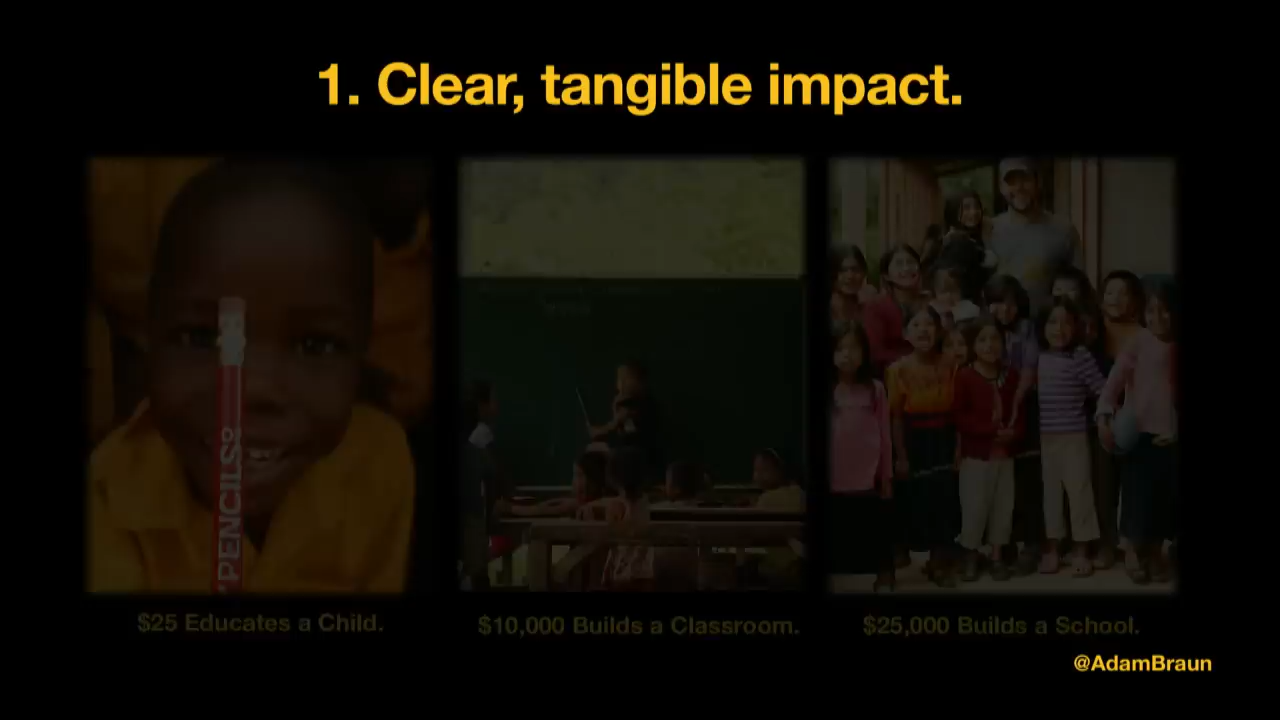 1. Clear, tangible impact.
PENCILS
$25 Educates a Child.
$10,000 Builds a Classroom.
$25,000 Builds a School.
@AdamBraun